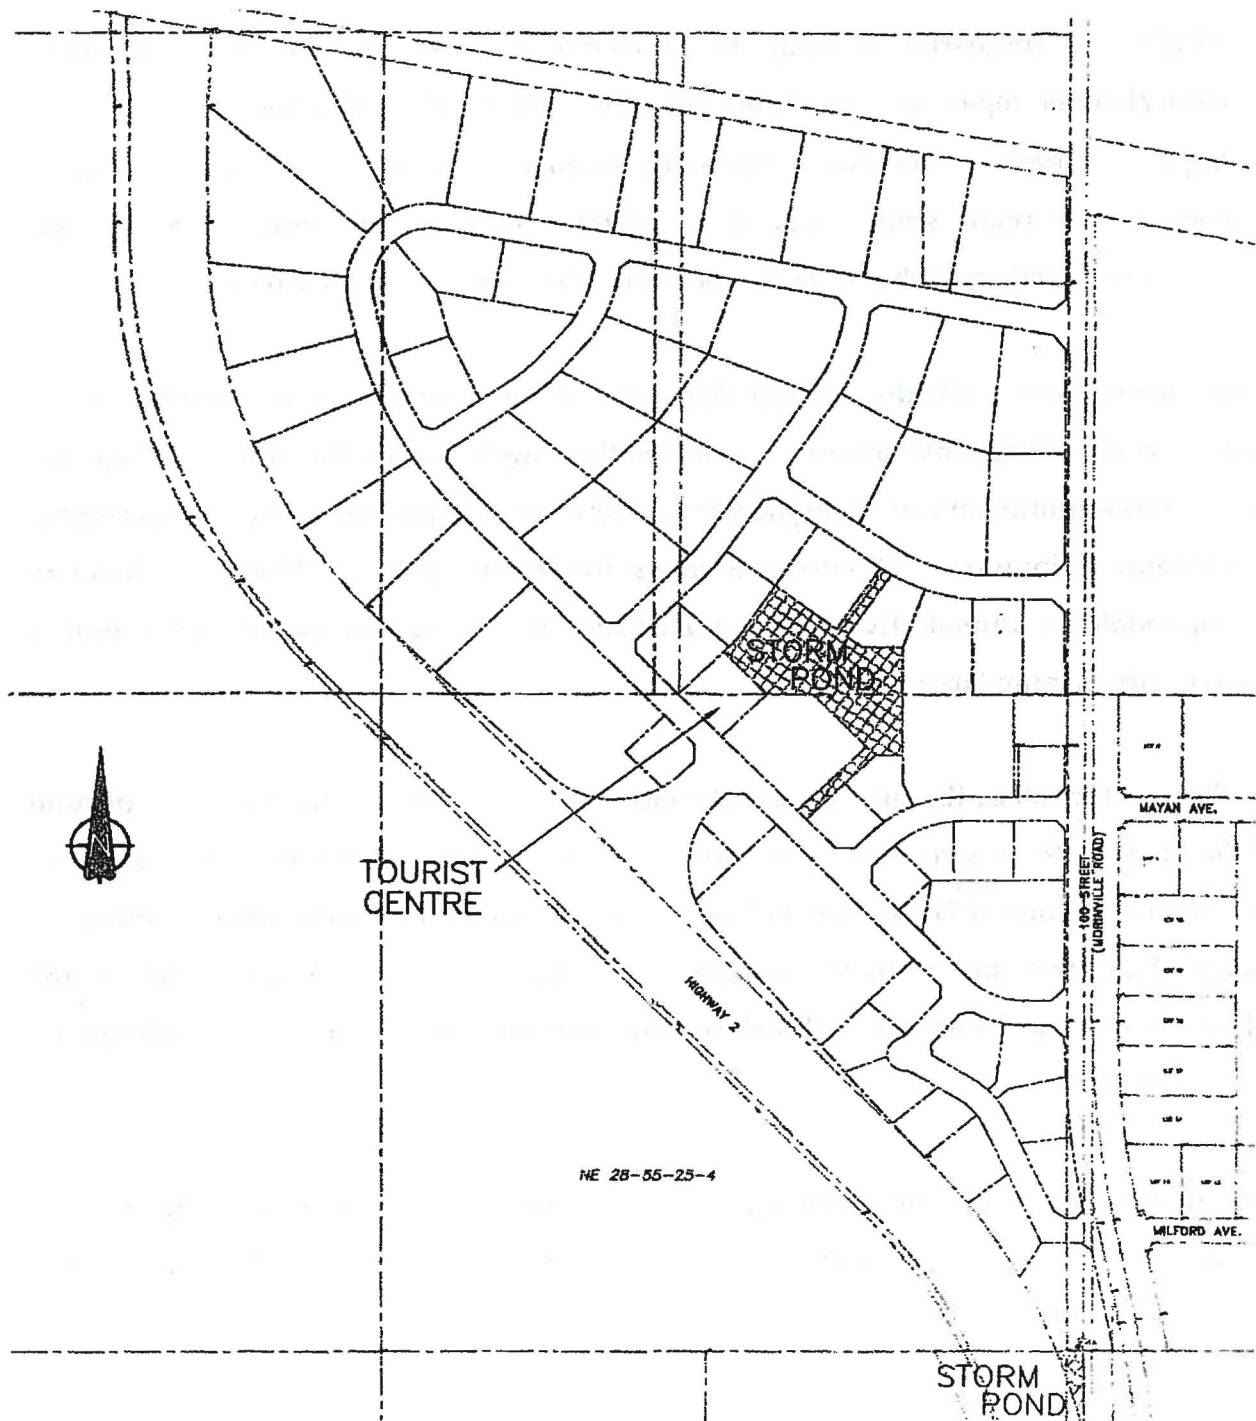 STORM
POND
MAYAN AVE.
TOURIST
CENTRE
100 STREET
(MORINVILLE ROAD)
HIGHWAY 2
NE 28-55-25-4
MILFORD AVE.
STORM
POND